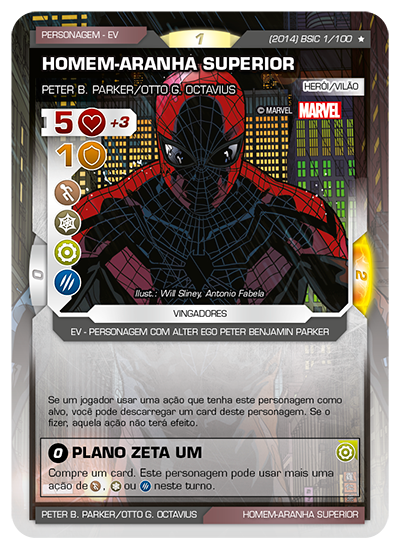 PERSONAGEM - EV
1
(2014) BSIC 1/100 ★
HOMEM-ARANHA SUPERIOR
PETER B. PARKER/OTTO G. OCTAVIUS
HERÓI/VILÃO
5 +3
© MARVEL
MARVEL
1
0
2
Ilust.: Will Sliney, Antonio Fabela
VINGADORES
EV - PERSONAGEM COM ALTER EGO PETER BENJAMIN PARKER
Se um jogador usar uma ação que tenha este personagem como
alvo, você pode descarregar um card deste personagem. Se o
fizer, aquela ação não terá efeito.
0 PLANO ZETA UM
Compre um card. Este personagem pode usar mais uma
ação de , ou neste turno.
PETER B. PARKER/OTTO G. OCTAVIUS
HOMEM-ARANHA SUPERIOR